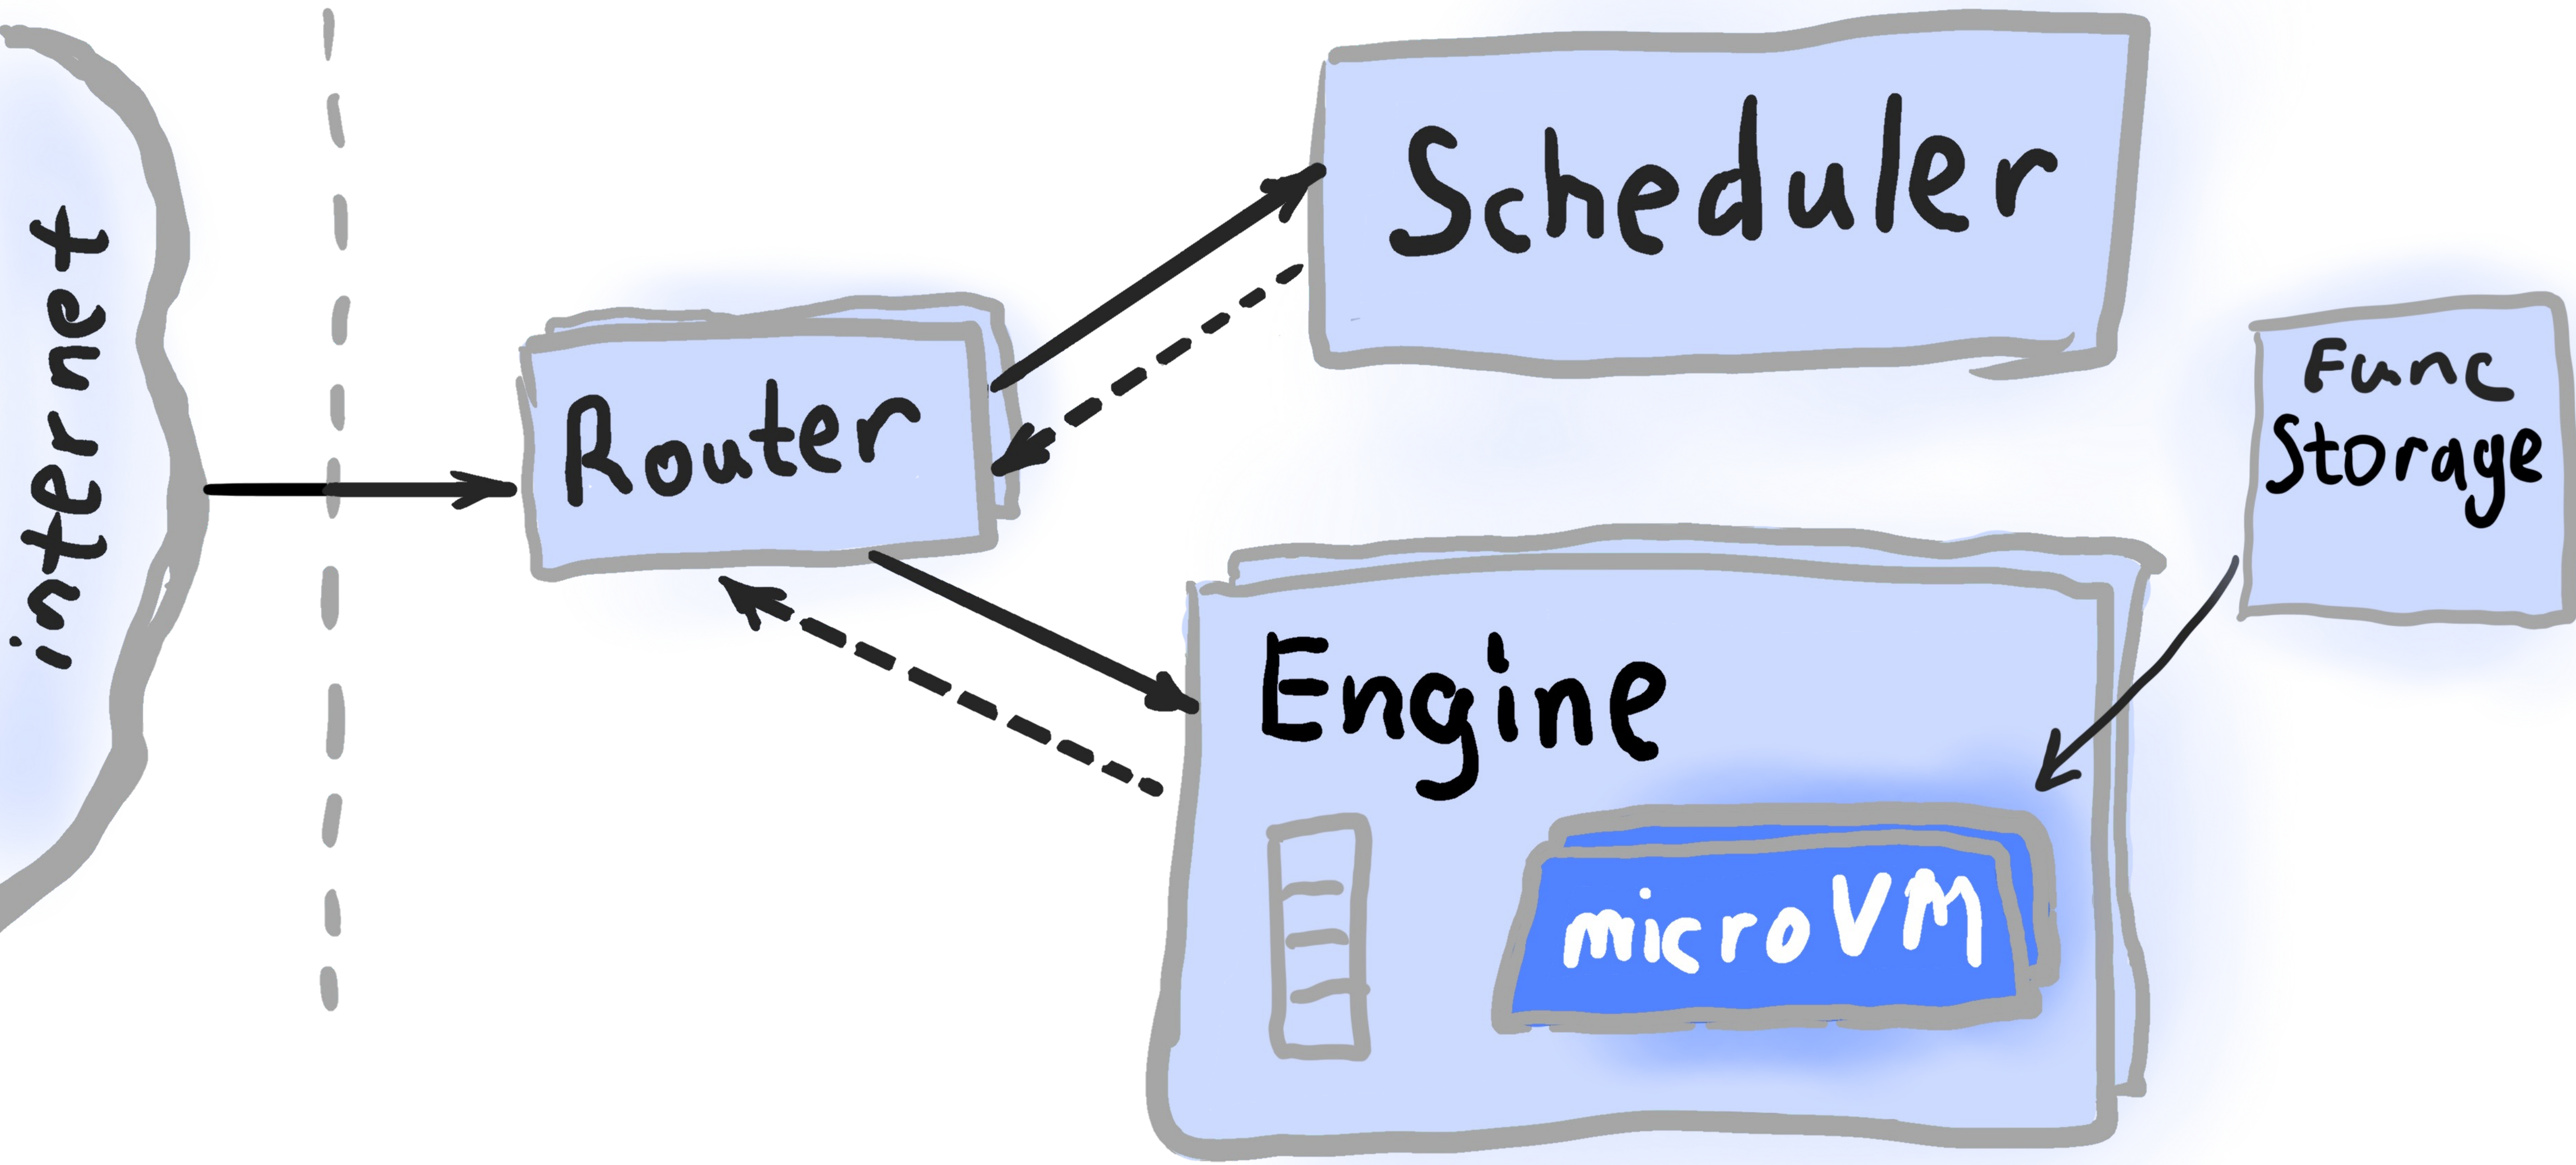 internet
Router
Scheduler
Func
Storage
Engine
microVM